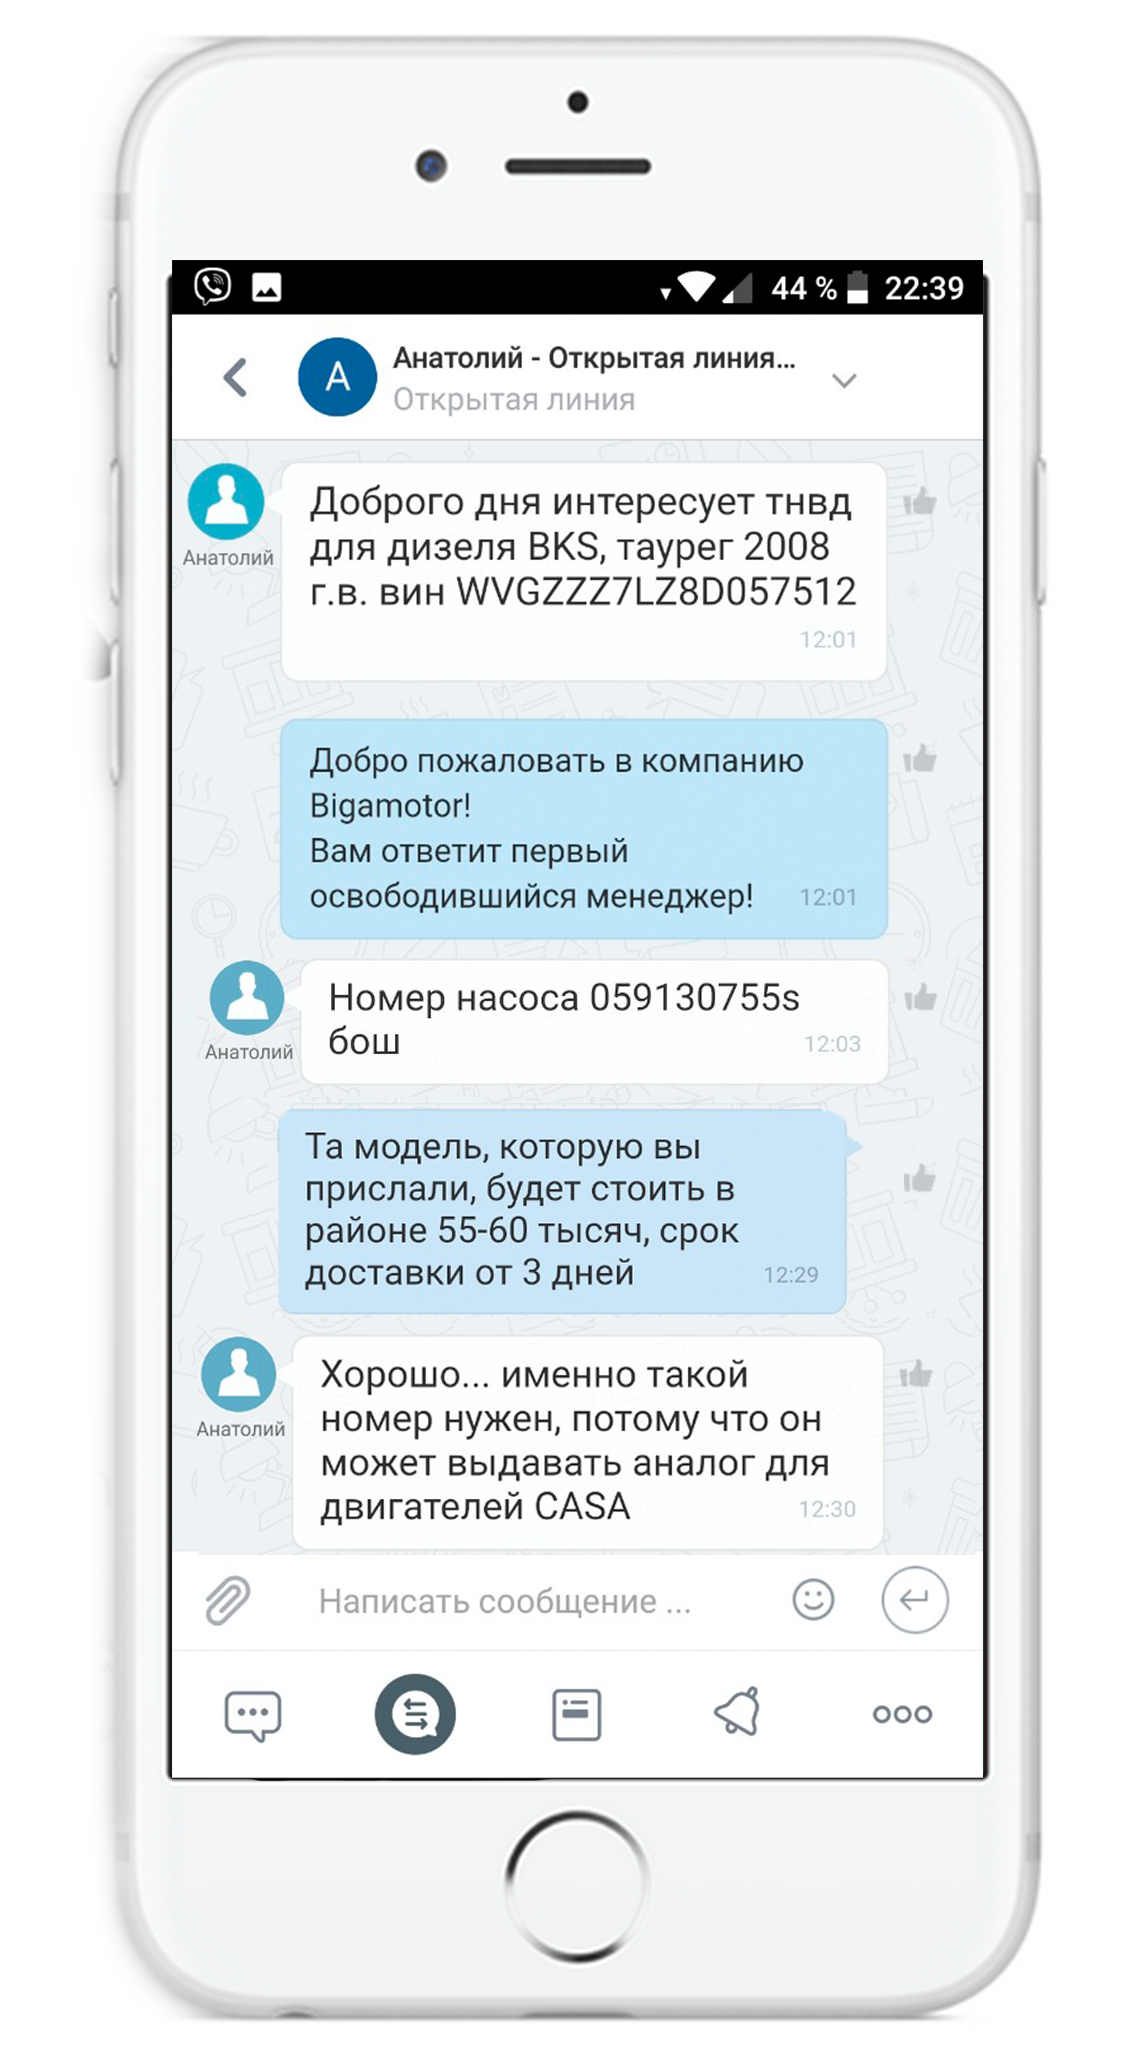 44 % 22:39
Анатолий - Открытая линия...
Открытая линия
A
Доброго дня интересует тнвд
для дизеля BKS, таурег 2008
г.в. вин WVGZZZ7LZ8D057512
12:01
Анатолий
Добро пожаловать в компанию
Bigamotor!
Вам ответит первый
освободившийся менеджер! 12:01
Номер насоса 059130755s
бош 12:03
Анатолий
Та модель, которую вы
прислали, будет стоить в
районе 55-60 тысяч, срок
доставки от 3 дней 12:29
Хорошо... именно такой
номер нужен, потому что он
может выдавать аналог для
двигателей CASA 12:30
Анатолий
Написать сообщение ...